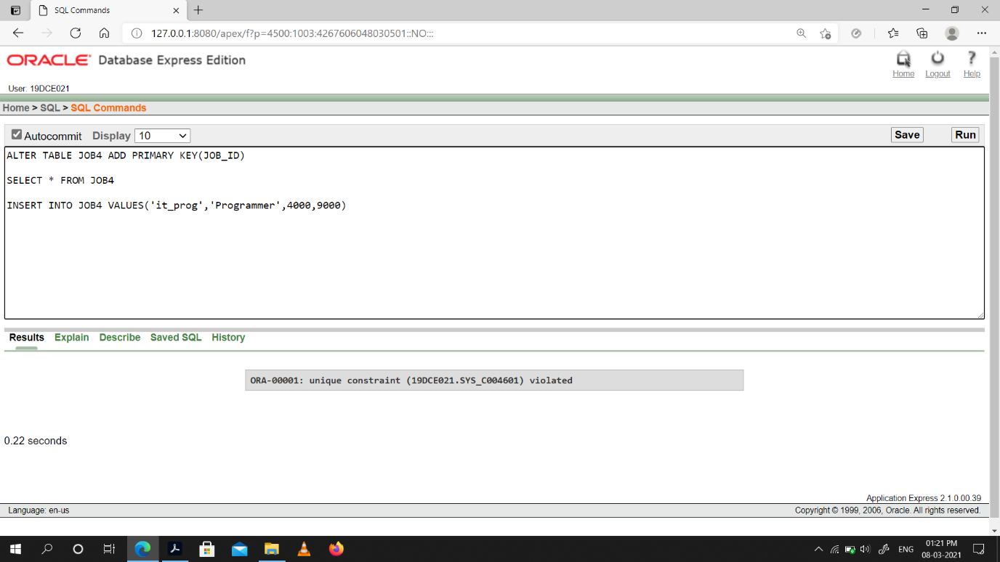 SQL Commands
127.0.0.1:8080/apex/f?p=4500:1003:4267606048030501::NO:::
ORACLE Database Express Edition
Home Logout Help
User: 19DCE021
Home > SQL > SQL Commands
Autocommit Display 10 Save Run
ALTER TABLE JOB4 ADD PRIMARY KEY(JOB_ID)
SELECT * FROM JOB4
INSERT INTO JOB4 VALUES('it_prog','Programmer',4000,9000)
Results Explain Describe Saved SQL History
ORA-00001: unique constraint (19DCE021.SYS_C004601) violated
0.22 seconds
Application Express 2.1.0.00.39
Language: en-us Copyright © 1999, 2006, Oracle. All rights reserved.
ENG 01:21 PM
08-03-2021